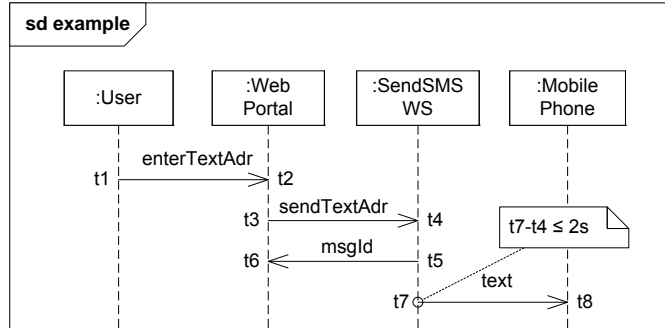 sd example
:User
:Web
Portal
:SendSMS
WS
:Mobile
Phone
enterTextAdr
t1
t2
t3
sendTextAdr
t4
t7-t4 ≤ 2s
t6
msgId
t5
text
t7
t8